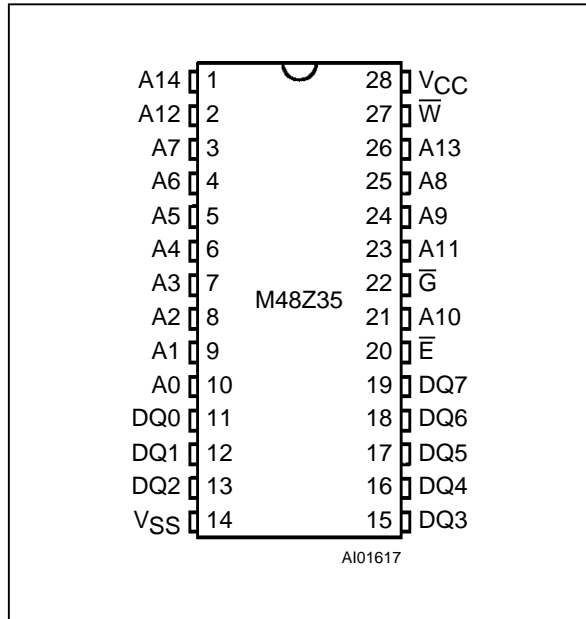 A14 1 28 VCC
A12 2 27 W̅
A7 3 26 A13
A6 4 25 A8
A5 5 24 A9
A4 6 23 A11
A3 7 22 G̅
M48Z35
A2 8 21 A10
A1 9 20 E̅
A0 10 19 DQ7
DQ0 11 18 DQ6
DQ1 12 17 DQ5
DQ2 13 16 DQ4
VSS 14 15 DQ3
AI01617